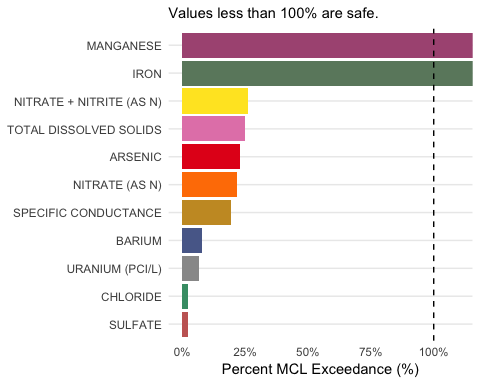 Values less than 100% are safe.
MANGANESE
IRON
NITRATE + NITRITE (AS N)
TOTAL DISSOLVED SOLIDS
ARSENIC
NITRATE (AS N)
SPECIFIC CONDUCTANCE
BARIUM
URANIUM (PCI/L)
CHLORIDE
SULFATE
0% 25% 50% 75% 100%
Percent MCL Exceedance (%)